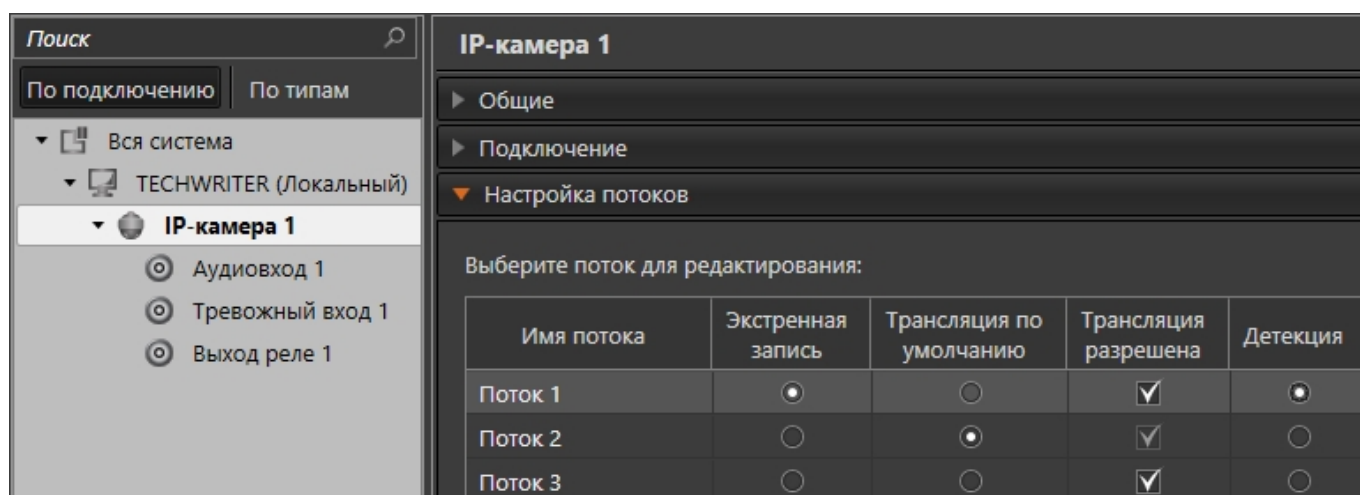 Поиск
По подключению
По типам
Вся система
TECHWRITER (Локальный)
IP-камера 1
Аудиовход 1
Тревожный вход 1
Выход реле 1
IP-камера 1
Общие
Подключение
Настройка потоков
Выберите поток для редактирования:
Имя потока
Экстренная
запись
Трансляция по
умолчанию
Трансляция
разрешена
Детекция
Поток 1
Поток 2
Поток 3